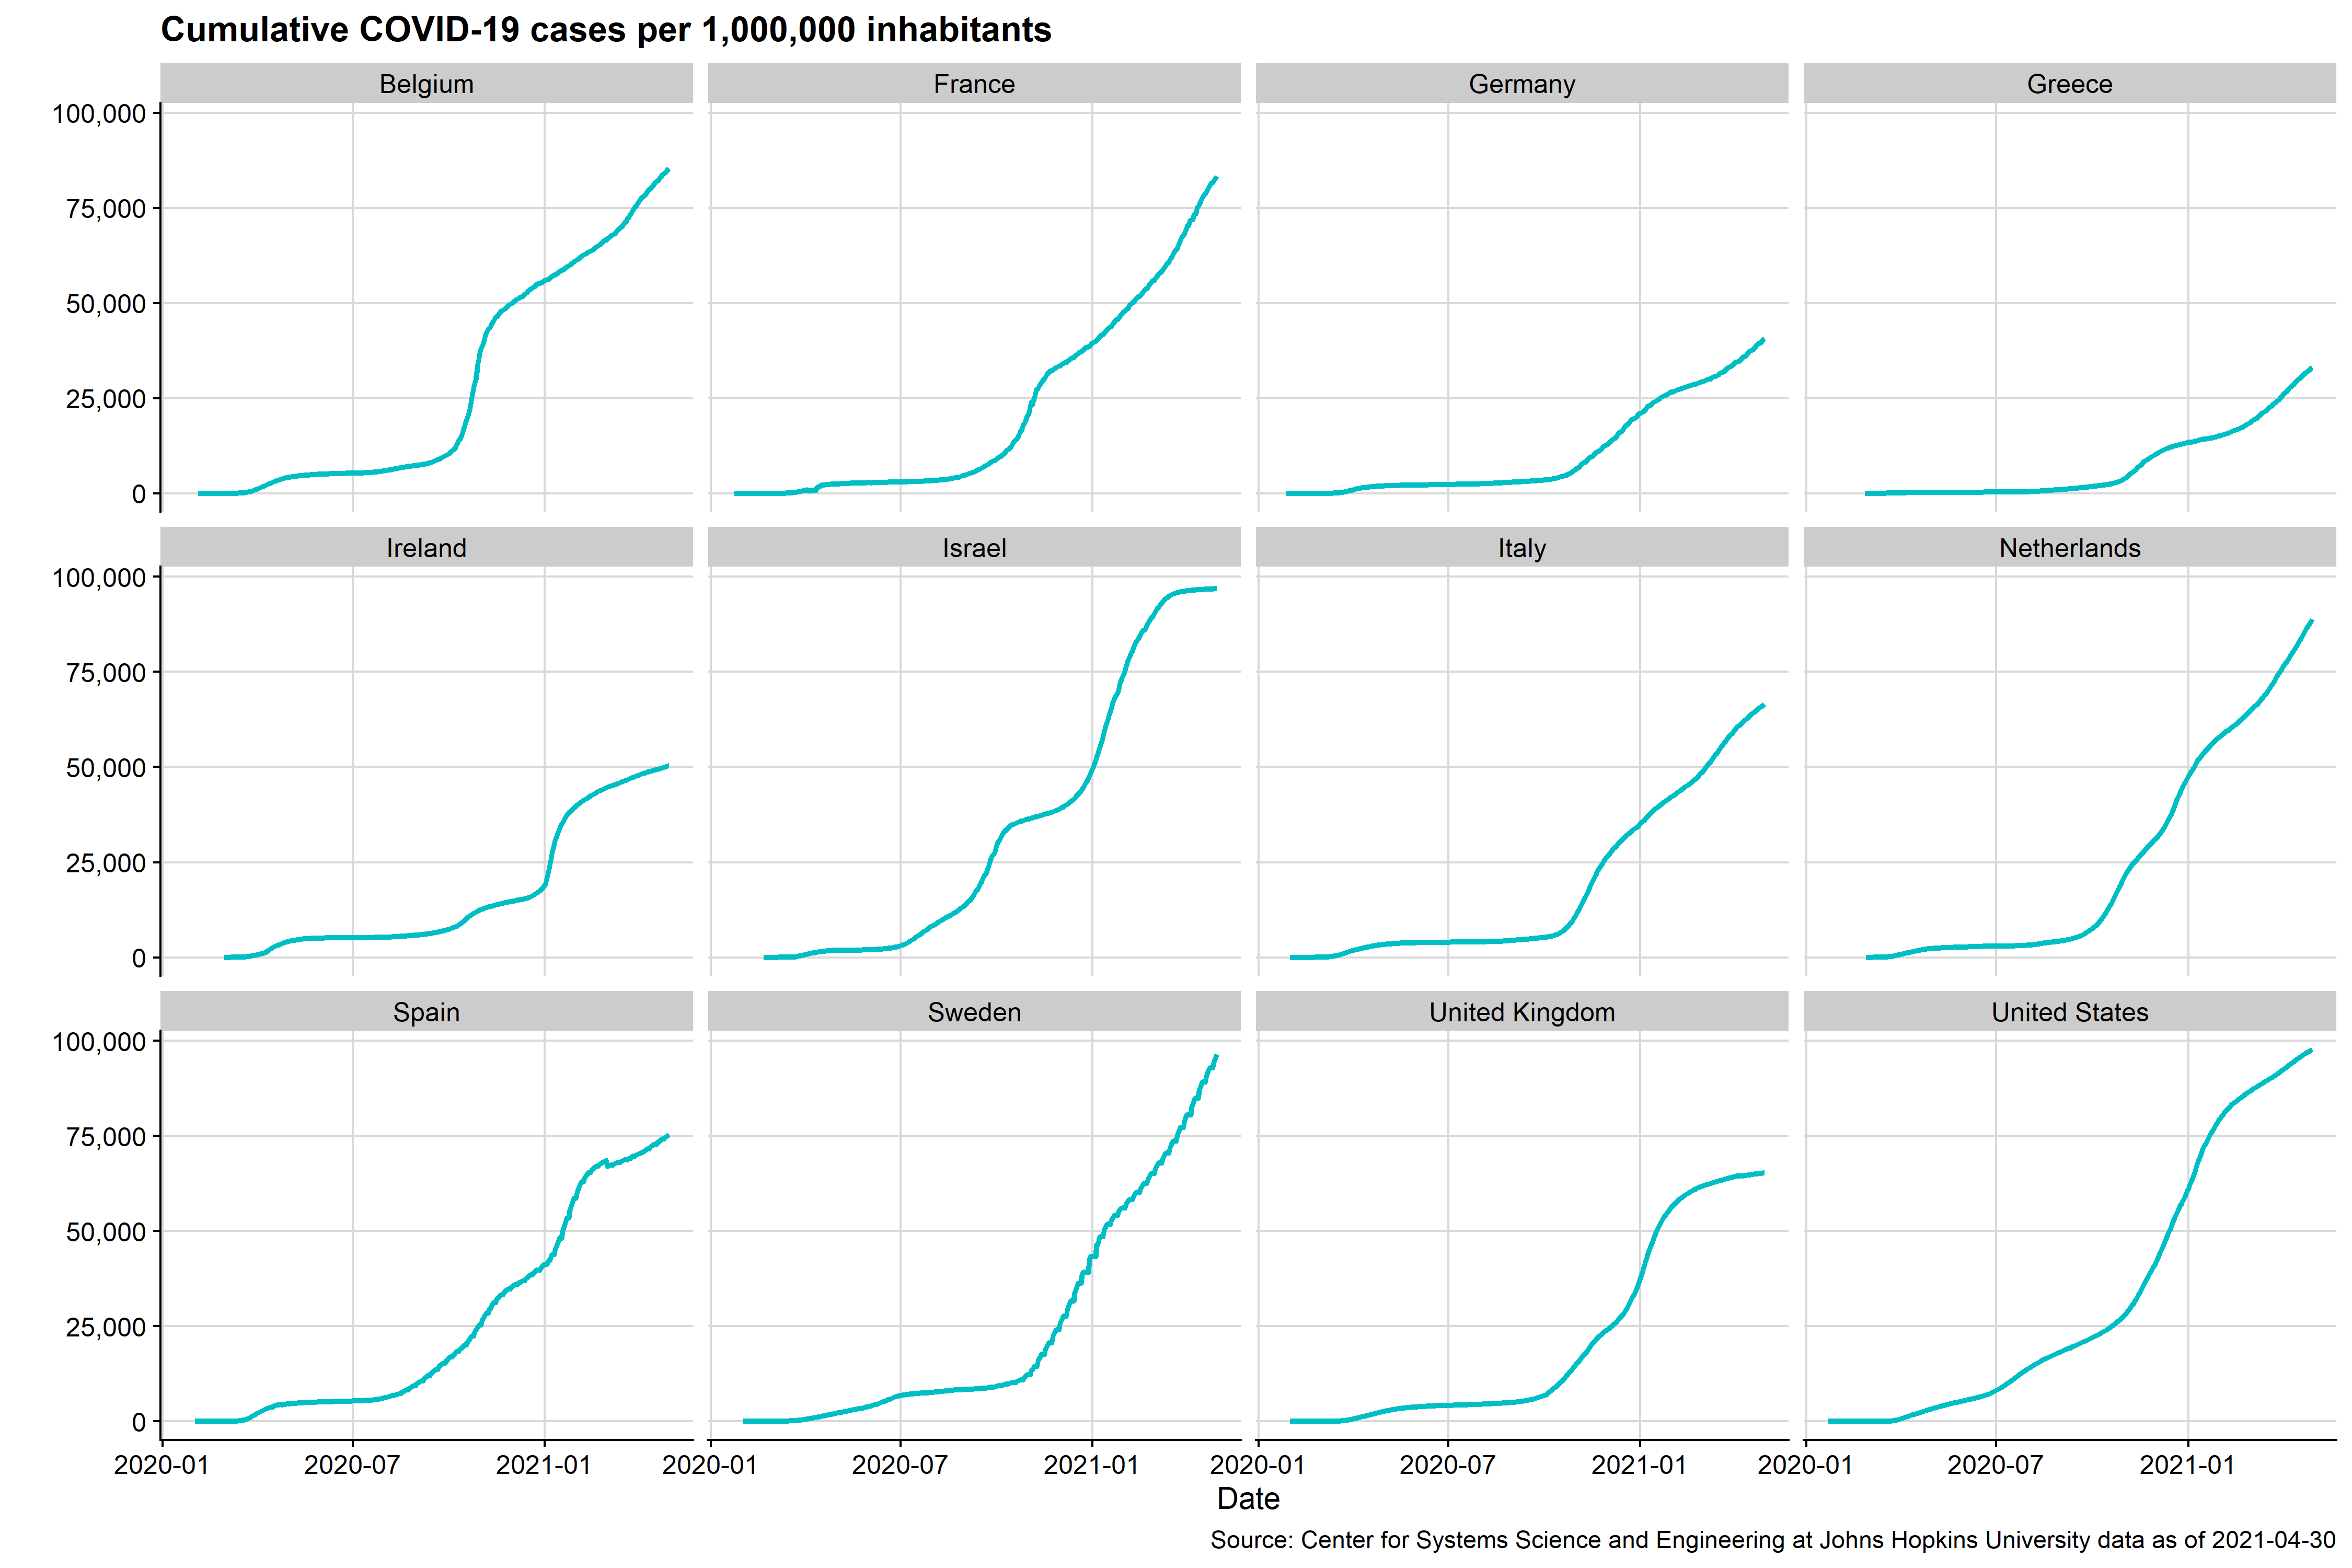 Cumulative COVID-19 cases per 1,000,000 inhabitants
Belgium France Germany Greece
100,000
75,000
50,000
25,000
0
Ireland Israel Italy Netherlands
100,000
75,000
50,000
25,000
0
Spain Sweden United Kingdom United States
100,000
75,000
50,000
25,000
0
2020-01 2020-07 2021-01 2020-01 2020-07 2021-01 2020-01 2020-07 2021-01 2020-01 2020-07 2021-01
Date
Source: Center for Systems Science and Engineering at Johns Hopkins University data as of 2021-04-30